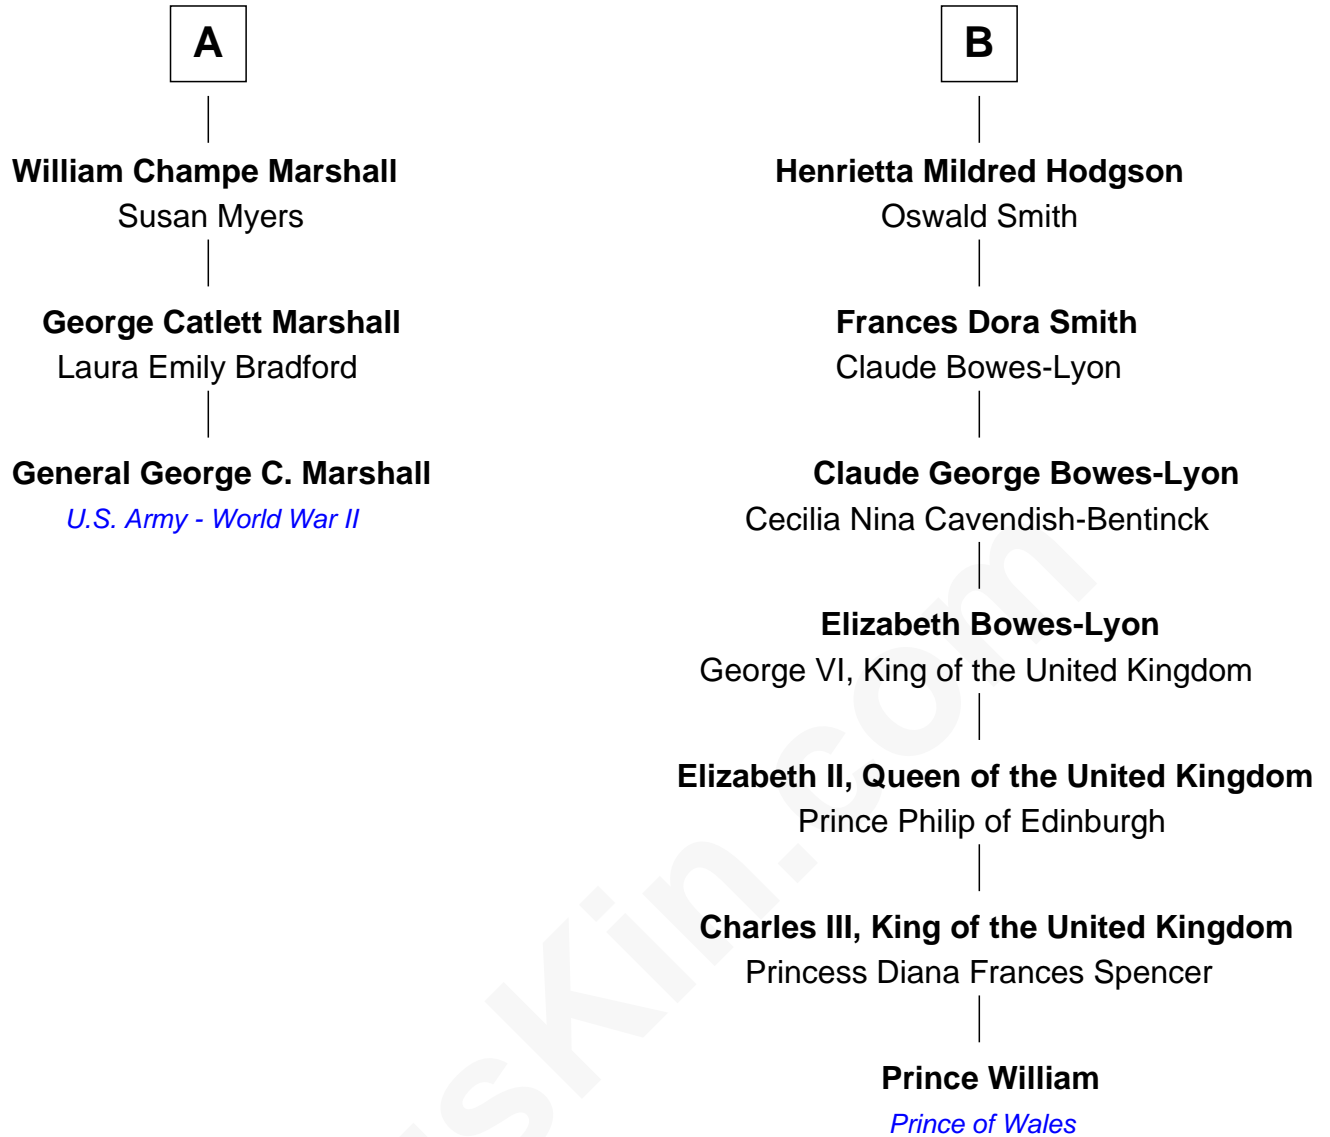 A
William Champe Marshall
Susan Myers
George Catlett Marshall
Laura Emily Bradford
General George C. Marshall
U.S. Army - World War II
B
Henrietta Mildred Hodgson
Oswald Smith
Frances Dora Smith
Claude Bowes-Lyon
Claude George Bowes-Lyon
Cecilia Nina Cavendish-Bentinck
Elizabeth Bowes-Lyon
George VI, King of the United Kingdom
Elizabeth II, Queen of the United Kingdom
Prince Philip of Edinburgh
Charles III, King of the United Kingdom
Princess Diana Frances Spencer
Prince William
Prince of Wales
usKin.com